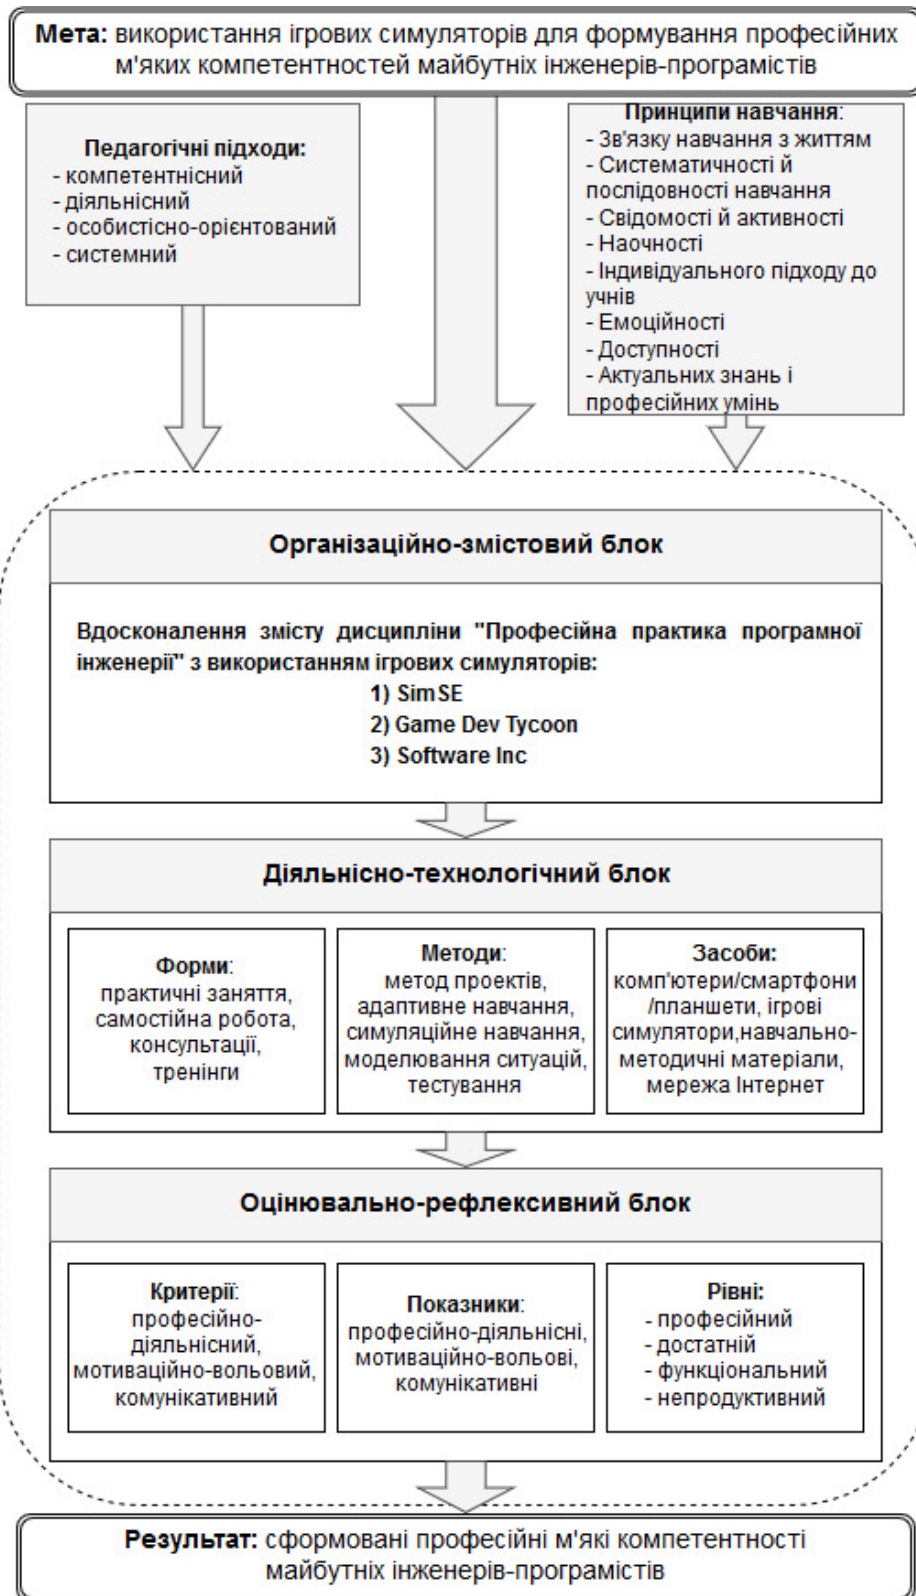 Мета: використання ігрових симуляторів для формування професійних
м'яких компетентностей майбутніх інженерів-програмістів
Педагогічні підходи:
- компетентнісний
- діяльнісний
- особистісно-орієнтований
- системний
Принципи навчання:
- Зв'язку навчання з життям
- Систематичності й
послідовності навчання
- Свідомості й активності
- Наочності
- Індивідуального підходу до
учнів
- Емоційності
- Доступності
- Актуальних знань і
професійних умінь
Організаційно-змістовий блок
Вдосконалення змісту дисципліни "Професійна практика програмної
інженерії" з використанням ігрових симуляторів:
1) SimSE
2) Game Dev Tycoon
3) Software Inc
Діяльнісно-технологічний блок
Форми:
практичні заняття,
самостійна робота,
консультації,
тренінги
Методи:
метод проектів,
адаптивне навчання,
симуляційне навчання,
моделювання ситуацій,
тестування
Засоби:
комп'ютери/смартфони
/планшети, ігрові
симулятори,навчально-
методичні матеріали,
мережа Інтернет
Оцінювально-рефлексивний блок
Критерії:
професійно-
діяльнісний,
мотиваційно-вольовий,
комунікативний
Показники:
професійно-діяльнісні,
мотиваційно-вольові,
комунікативні
Рівні:
- професійний
- достатній
- функціональний
- непродуктивний
Результат: сформовані професійні м'які компетентності
майбутніх інженерів-програмістів